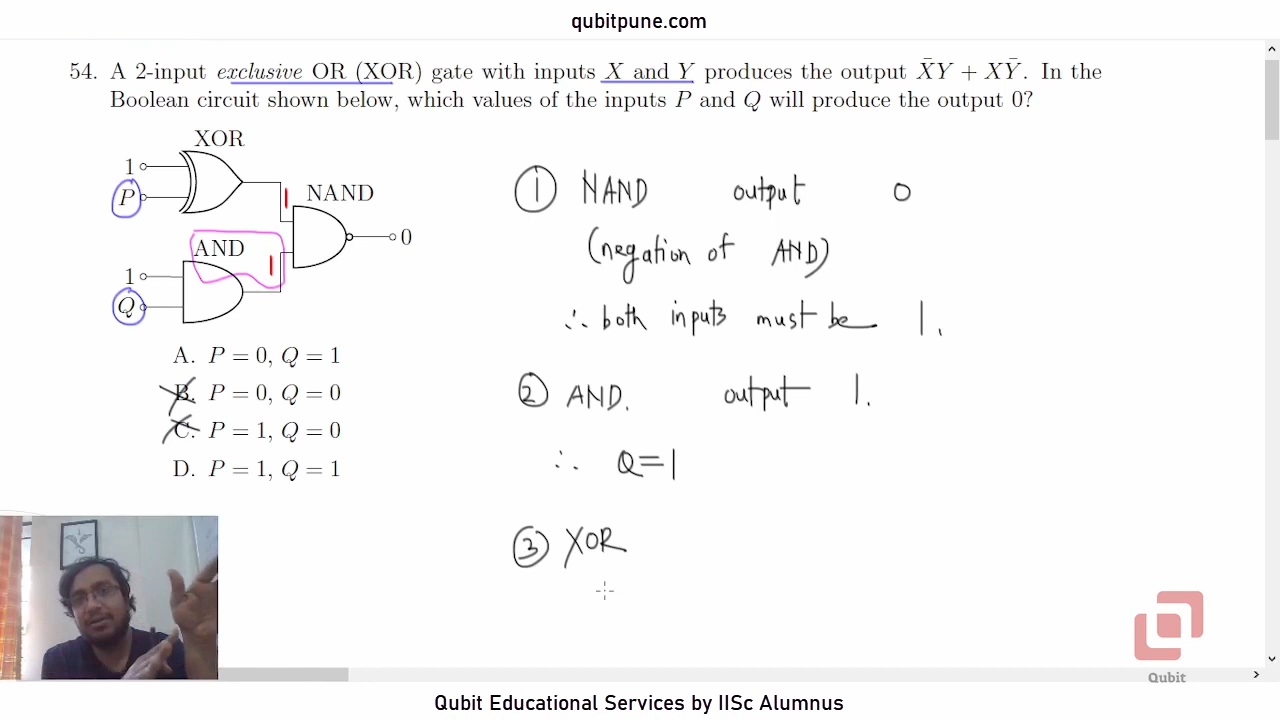 qubitpune.com
54. A 2-input exclusive OR (XOR) gate with inputs X and Y produces the output X̄Y + XȲ. In the
Boolean circuit shown below, which values of the inputs P and Q will produce the output 0?
XOR
1
P
1
NAND
0
AND
1
1
Q
A. P = 0, Q = 1
B. P = 0, Q = 0
C. P = 1, Q = 0
D. P = 1, Q = 1
① NAND output 0
(negation of AND)
∴ both inputs must be 1.
② AND. output 1.
∴ Q=1
③ XOR
Qubit
Qubit Educational Services by IISc Alumnus